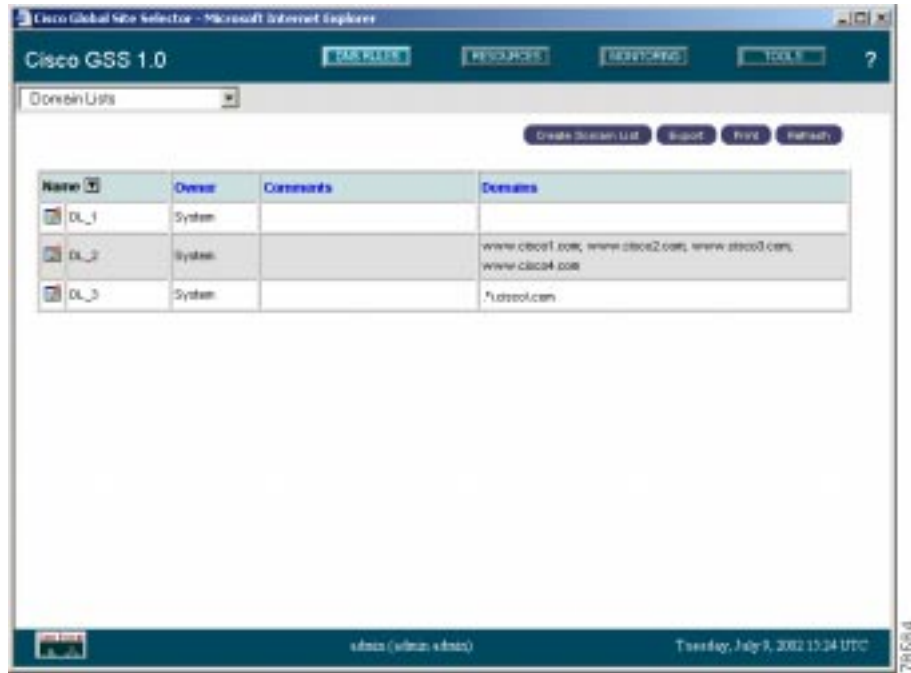 Cisco Global Site Selector - Microsoft Internet Explorer
Cisco GSS 1.0
DNS RULES
RESOURCES
MONITORING
TOOLS
?
Domain Lists
Create Domain List
Export
Print
Refresh
Name Owner Comments Domains
DL_1 System
DL_2 System www.cisco1.com; www.cisco2.com; www.cisco3.com;
www.cisco4.com
DL_3 System
admin (admin admin)
Tuesday, July 9, 2002 15:24 UTC
78684